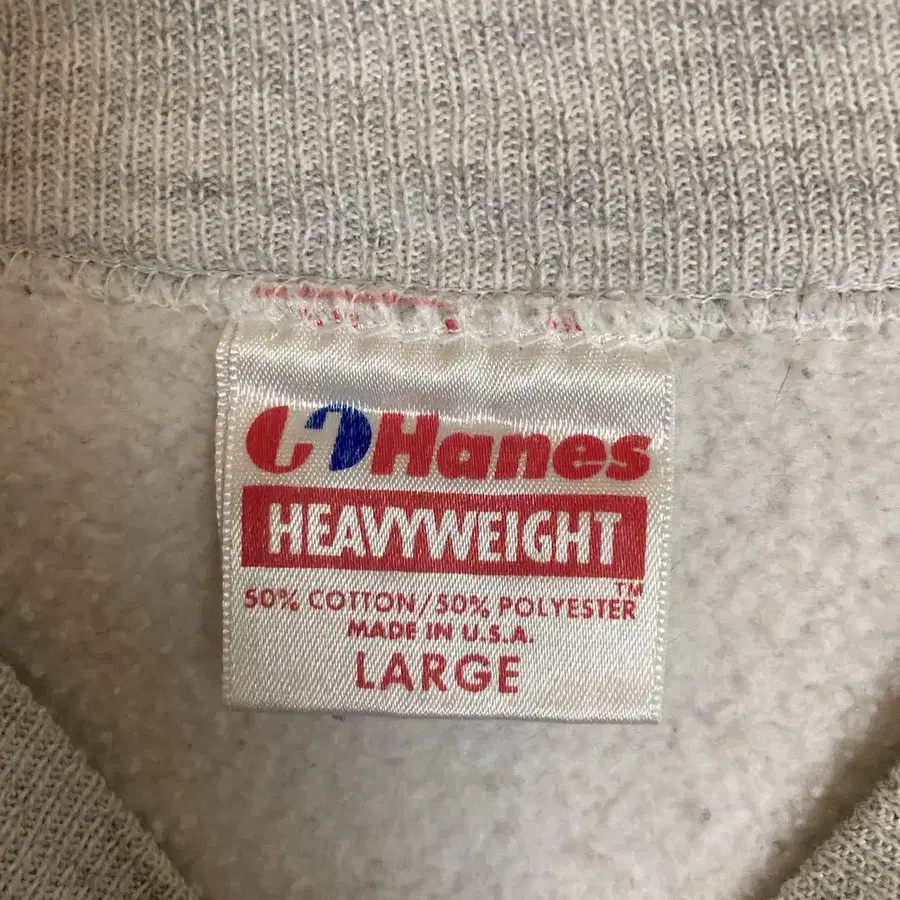 Hanes
HEAVYWEIGHT
TM
50% COTTON/50% POLYESTER
MADE IN U.S.A.
LARGE